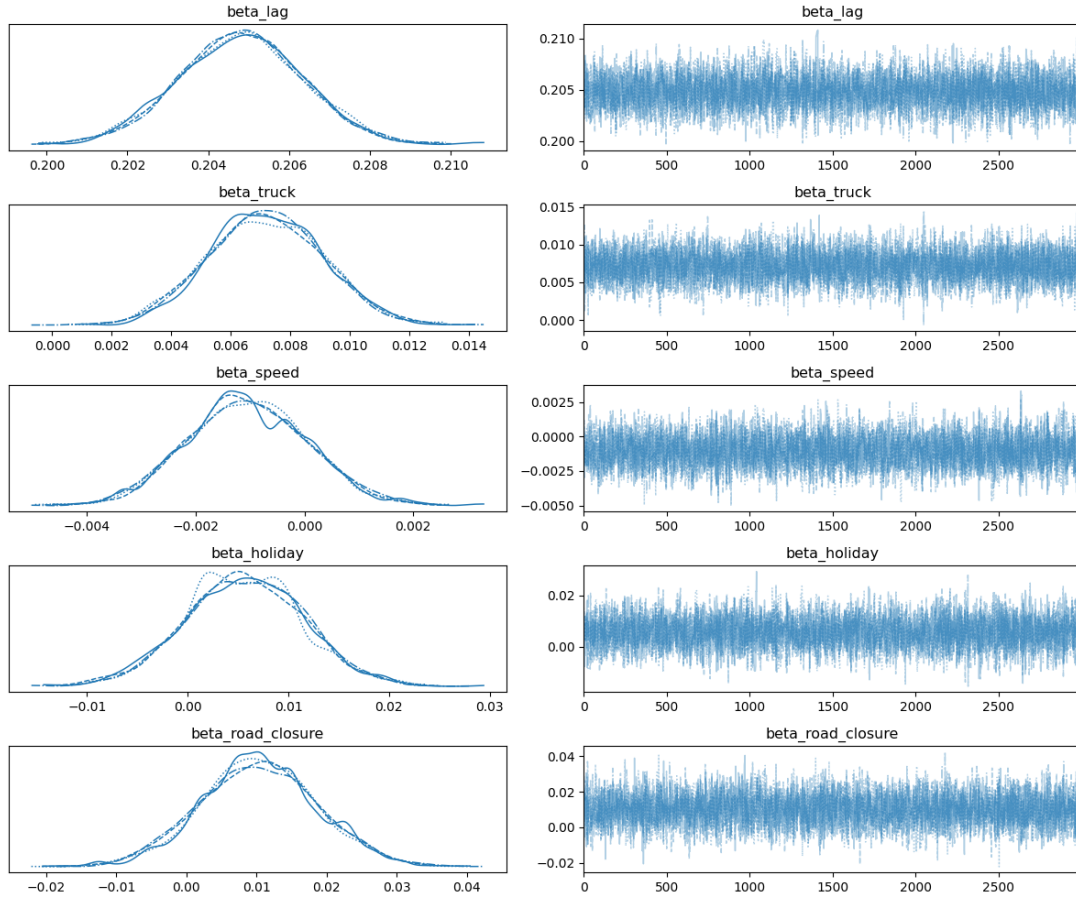 beta_lag
0.200 0.202 0.204 0.206 0.208 0.210
beta_lag
0.210
0.205
0.200
0 500 1000 1500 2000 2500
beta_truck
0.000 0.002 0.004 0.006 0.008 0.010 0.012 0.014
beta_truck
0.015
0.010
0.005
0.000
0 500 1000 1500 2000 2500
beta_speed
−0.004 −0.002 0.000 0.002
beta_speed
0.0025
0.0000
−0.0025
−0.0050
0 500 1000 1500 2000 2500
beta_holiday
−0.01 0.00 0.01 0.02 0.03
beta_holiday
0.02
0.00
0 500 1000 1500 2000 2500
beta_road_closure
−0.02 −0.01 0.00 0.01 0.02 0.03 0.04
beta_road_closure
0.04
0.02
0.00
−0.02
0 500 1000 1500 2000 2500